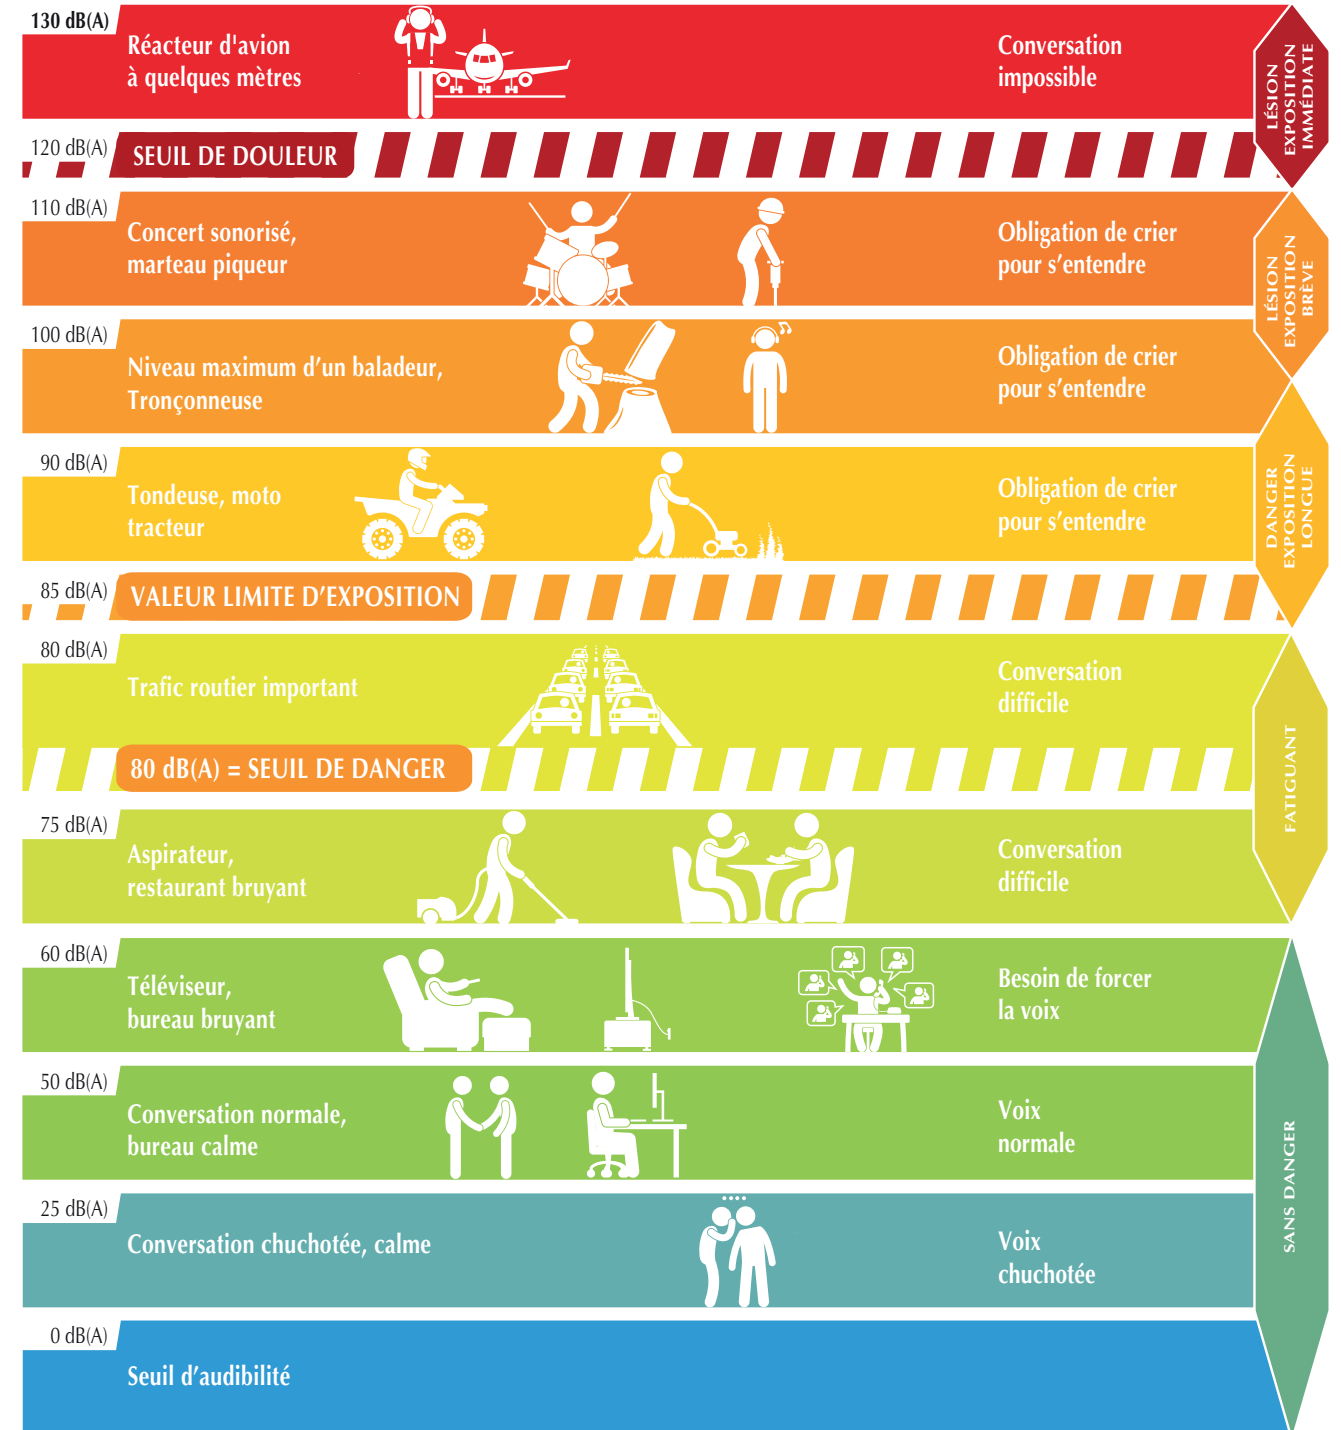 130 dB(A)
Réacteur d'avion
à quelques mètres
Conversation
impossible
LÉSION
EXPOSITION
IMMÉDIATE
120 dB(A)
SEUIL DE DOULEUR
110 dB(A)
Concert sonorisé,
marteau piqueur
Obligation de crier
pour s'entendre
LÉSION
EXPOSITION
BRÈVE
100 dB(A)
Niveau maximum d'un baladeur,
Tronçonneuse
Obligation de crier
pour s'entendre
90 dB(A)
Tondeuse, moto
tracteur
Obligation de crier
pour s'entendre
DANGER
EXPOSITION
LONGUE
85 dB(A)
VALEUR LIMITE D'EXPOSITION
80 dB(A)
Trafic routier important
Conversation
difficile
80 dB(A) = SEUIL DE DANGER
FATIGUANT
75 dB(A)
Aspirateur,
restaurant bruyant
Conversation
difficile
60 dB(A)
Téléviseur,
bureau bruyant
Besoin de forcer
la voix
50 dB(A)
Conversation normale,
bureau calme
Voix
normale
SANS DANGER
25 dB(A)
Conversation chuchotée, calme
Voix
chuchotée
0 dB(A)
Seuil d'audibilité